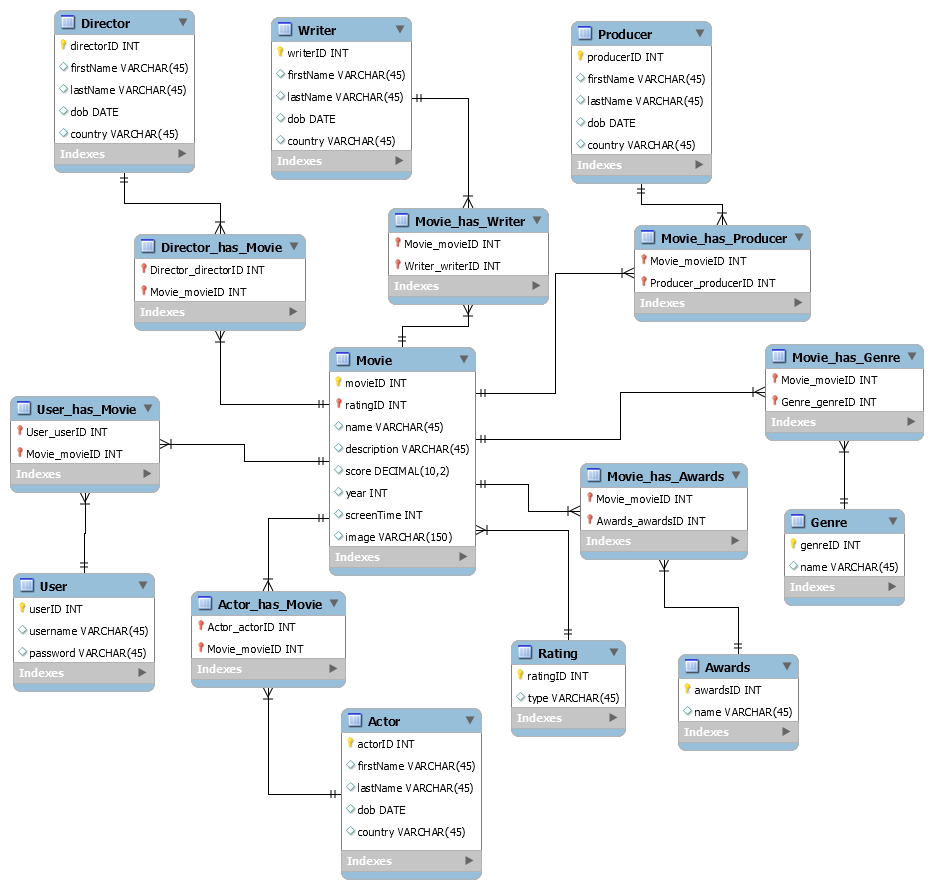 Director
directorID INT
firstName VARCHAR(45)
lastName VARCHAR(45)
dob DATE
country VARCHAR(45)
Indexes
Writer
writerID INT
firstName VARCHAR(45)
lastName VARCHAR(45)
dob DATE
country VARCHAR(45)
Indexes
Producer
producerID INT
firstName VARCHAR(45)
lastName VARCHAR(45)
dob DATE
country VARCHAR(45)
Indexes
Director_has_Movie
Director_directorID INT
Movie_movieID INT
Indexes
Movie_has_Writer
Movie_movieID INT
Writer_writerID INT
Indexes
Movie_has_Producer
Movie_movieID INT
Producer_producerID INT
Indexes
Movie
movieID INT
ratingID INT
name VARCHAR(45)
description VARCHAR(45)
score DECIMAL(10,2)
year INT
screenTime INT
image VARCHAR(150)
Indexes
Movie_has_Genre
Movie_movieID INT
Genre_genreID INT
Indexes
User_has_Movie
User_userID INT
Movie_movieID INT
Indexes
Movie_has_Awards
Movie_movieID INT
Awards_awardsID INT
Indexes
Genre
genreID INT
name VARCHAR(45)
Indexes
User
userID INT
username VARCHAR(45)
password VARCHAR(45)
Indexes
Actor_has_Movie
Actor_actorID INT
Movie_movieID INT
Indexes
Rating
ratingID INT
type VARCHAR(45)
Indexes
Awards
awardsID INT
name VARCHAR(45)
Indexes
Actor
actorID INT
firstName VARCHAR(45)
lastName VARCHAR(45)
dob DATE
country VARCHAR(45)
Indexes